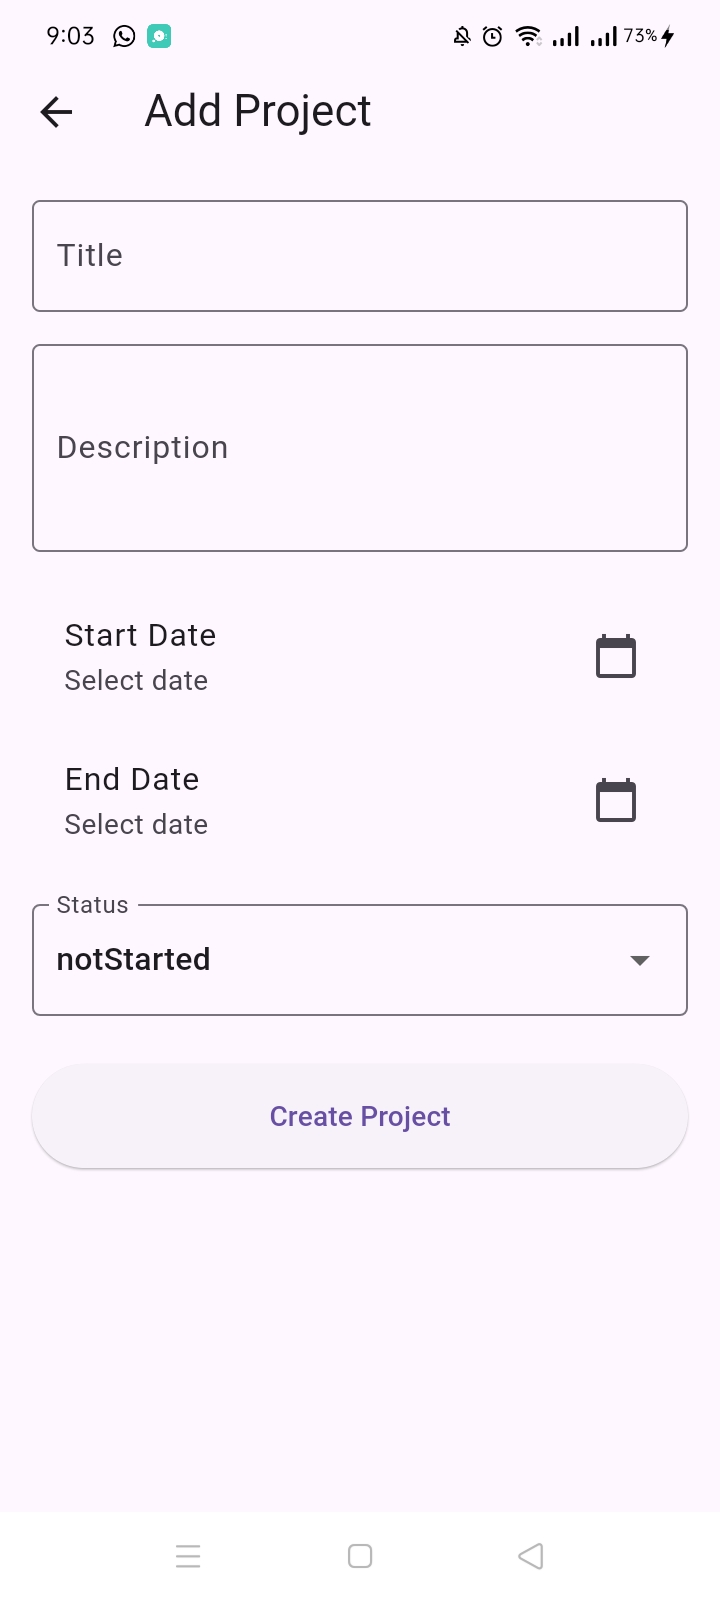 9:03
73%
Add Project
Title
Description
Start Date
Select date
End Date
Select date
Status
notStarted
Create Project